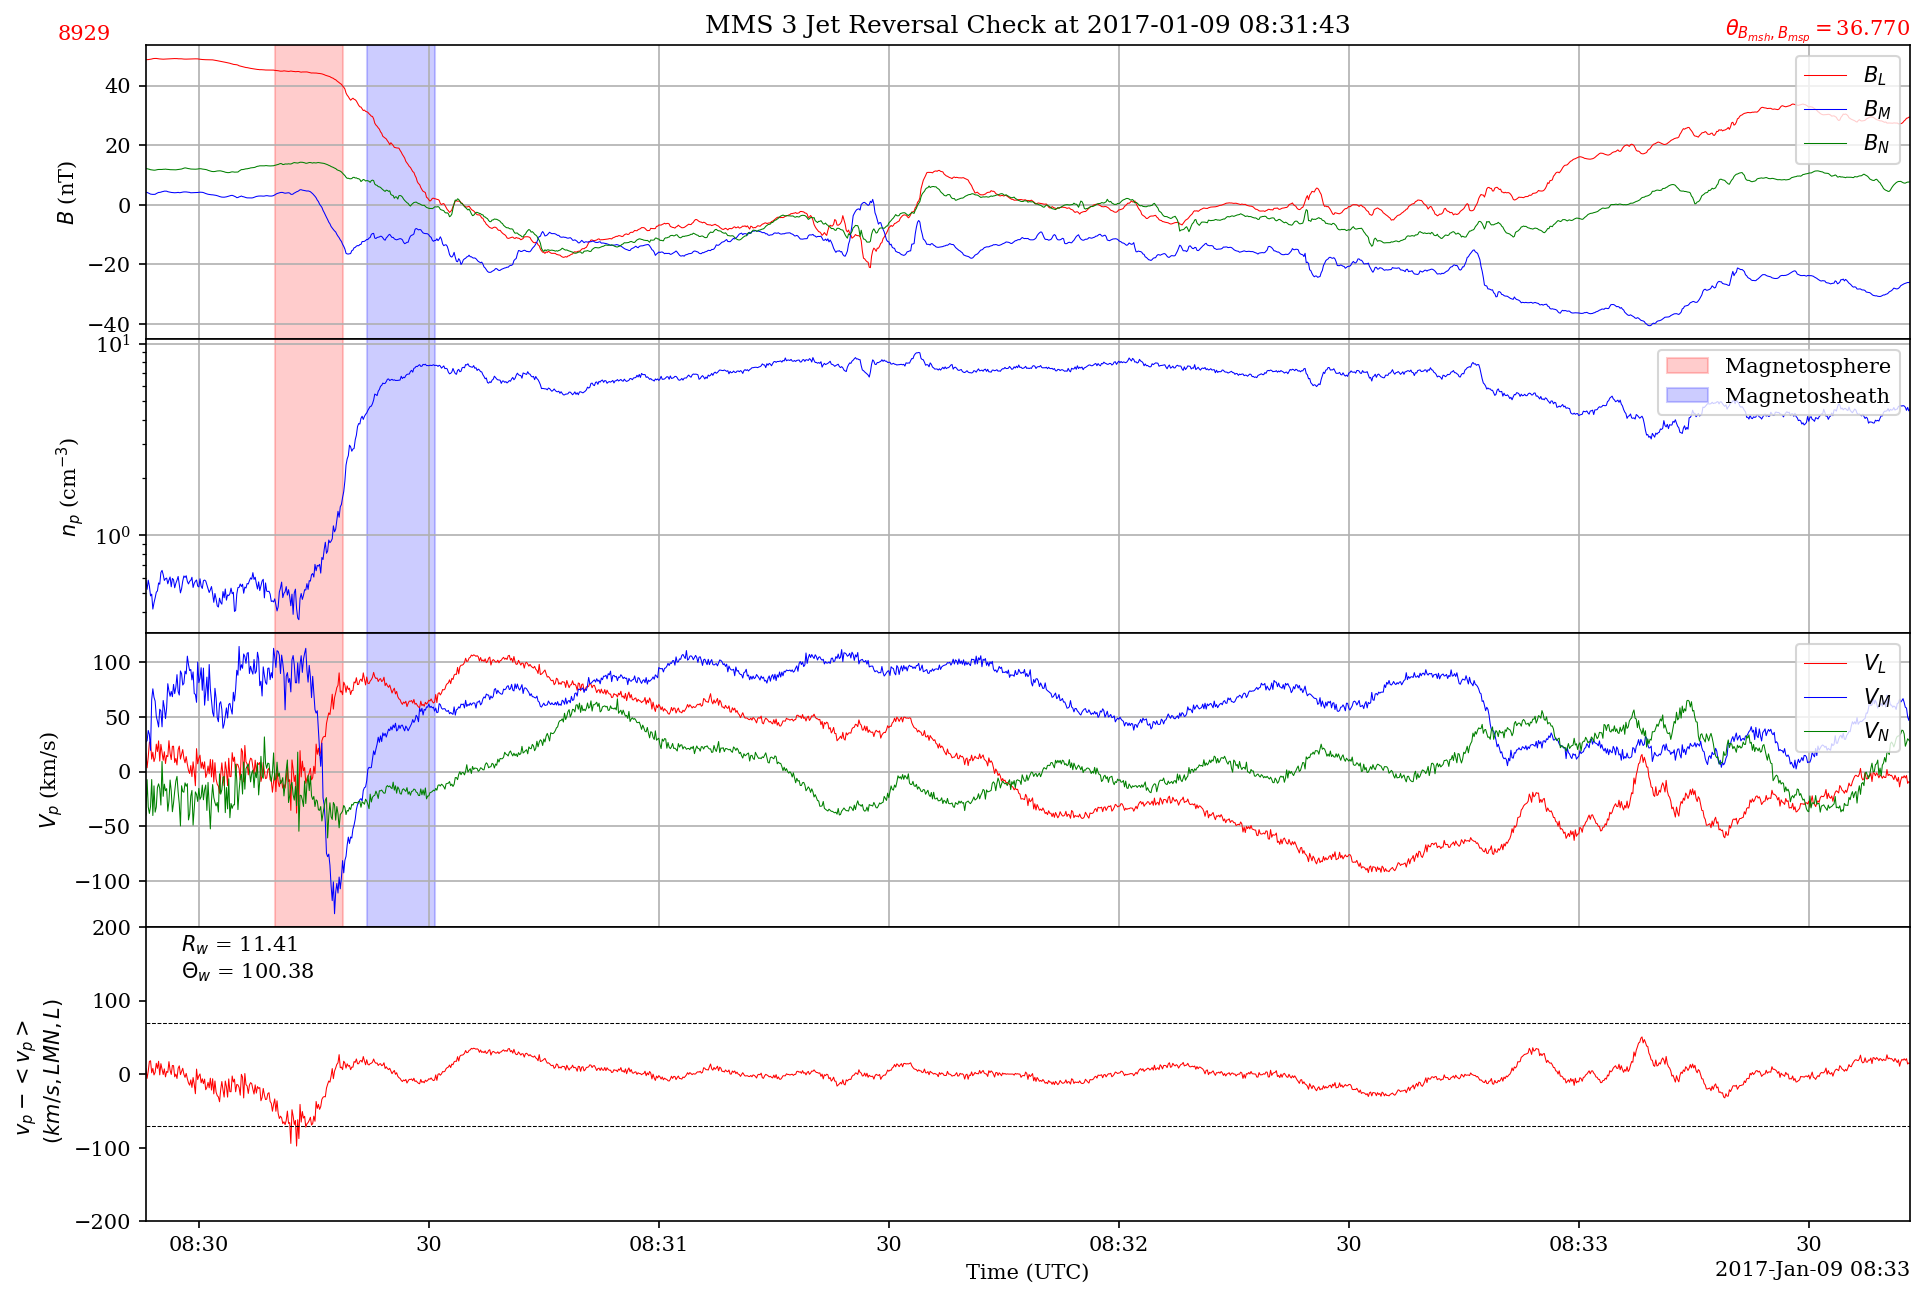 MMS 3 Jet Reversal Check at 2017-01-09 08:31:43
8929
θ_{B_{msh}, B_{msp}} = 36.770
40
20
0
−20
−40
B (nT)
B_L
B_M
B_N
10^1
10^0
n_p (cm^{−3})
Magnetosphere
Magnetosheath
100
50
0
−50
−100
V_p (km/s)
V_L
V_M
V_N
200
100
0
−100
−200
v_p − < v_p >
(km/s, LMN, L)
R_w = 11.41
Θ_w = 100.38
08:30 30 08:31 30 08:32 30 08:33 30
Time (UTC)
2017-Jan-09 08:33